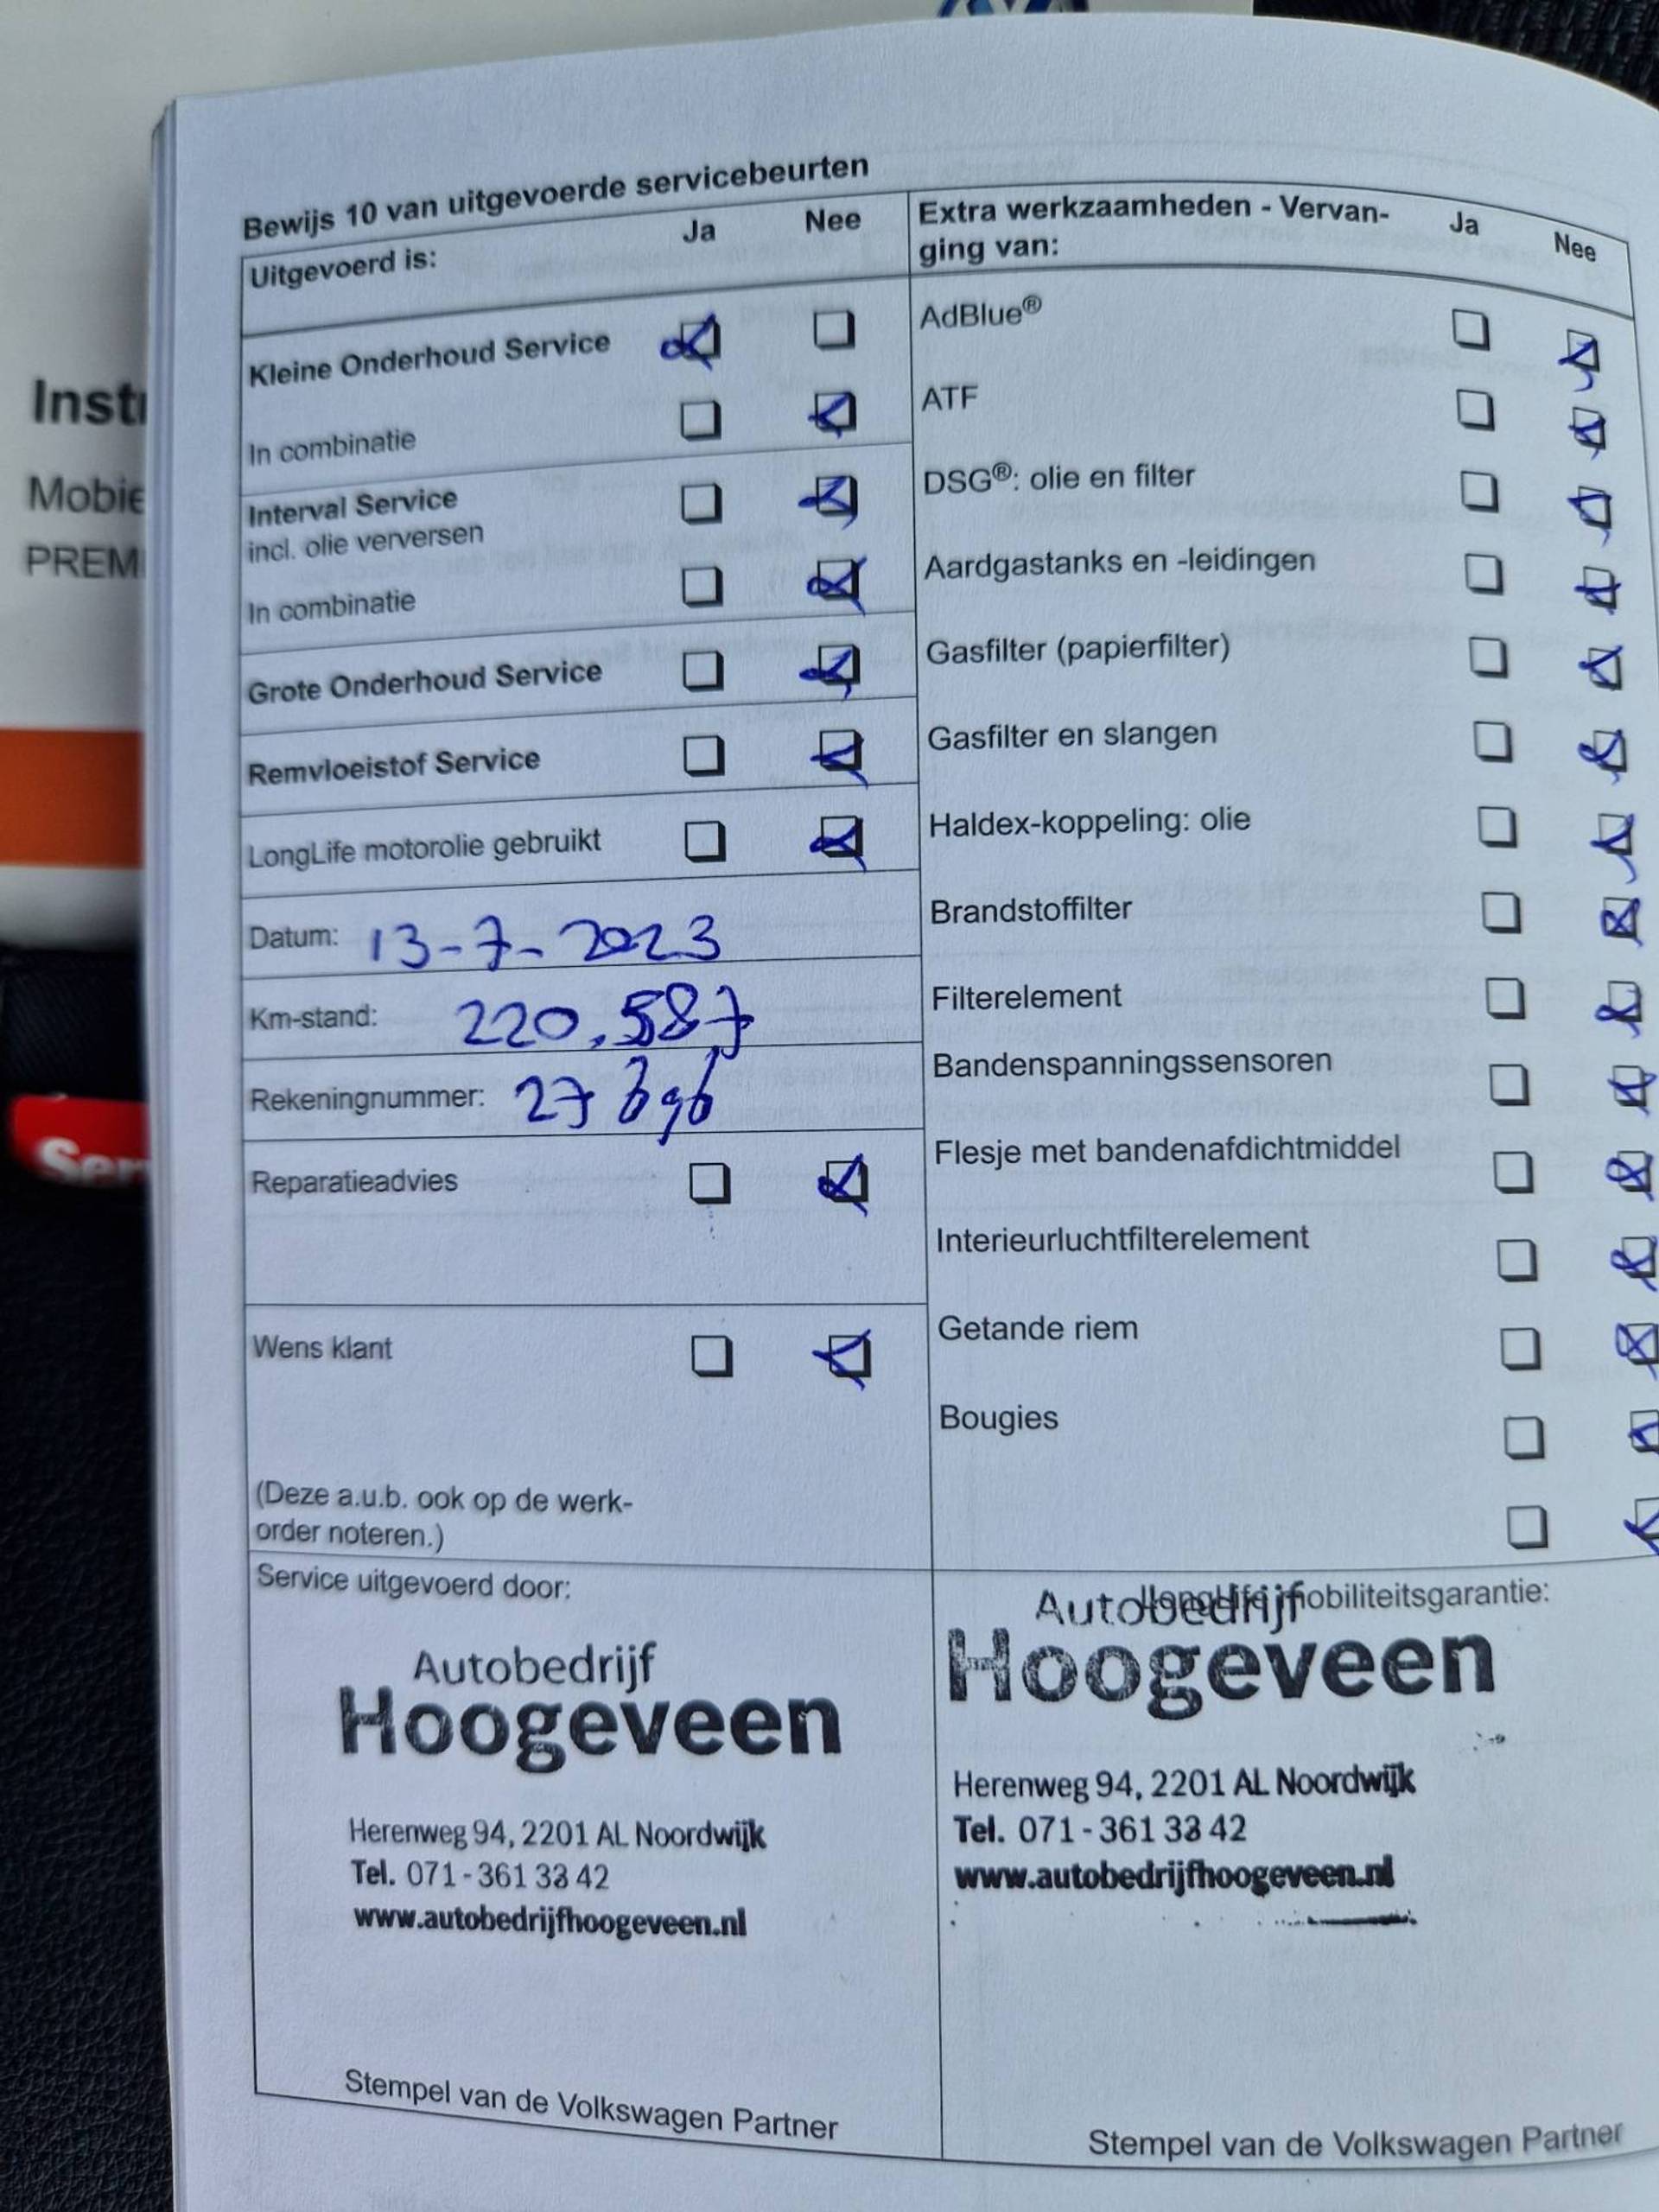 Bewijs 10 van uitgevoerde servicebeurten
Uitgevoerd is: Ja Nee
Kleine Onderhoud Service
In combinatie
Interval Service
incl. olie verversen
In combinatie
Grote Onderhoud Service
Remvloeistof Service
LongLife motorolie gebruikt
Datum: 13-7-2023
Km-stand: 220.587
Rekeningnummer:
Reparatieadvies
Wens klant
(Deze a.u.b. ook op de werk-
order noteren.)
Extra werkzaamheden - Vervan- Ja Nee
ging van:
AdBlue®
ATF
DSG®: olie en filter
Aardgastanks en -leidingen
Gasfilter (papierfilter)
Gasfilter en slangen
Haldex-koppeling: olie
Brandstoffilter
Filterelement
Bandenspanningssensoren
Flesje met bandenafdichtmiddel
Interieurluchtfilterelement
Getande riem
Bougies
Service uitgevoerd door:
Autobedrijf
Hoogeveen
Herenweg 94, 2201 AL Noordwijk
Tel. 071-361 33 42
www.autobedrijfhoogeveen.nl
Stempel van de Volkswagen Partner
Autobedrijf
Hoogeveen
Herenweg 94, 2201 AL Noordwijk
Tel. 071-361 33 42
www.autobedrijfhoogeveen.nl
Stempel van de Volkswagen Partner